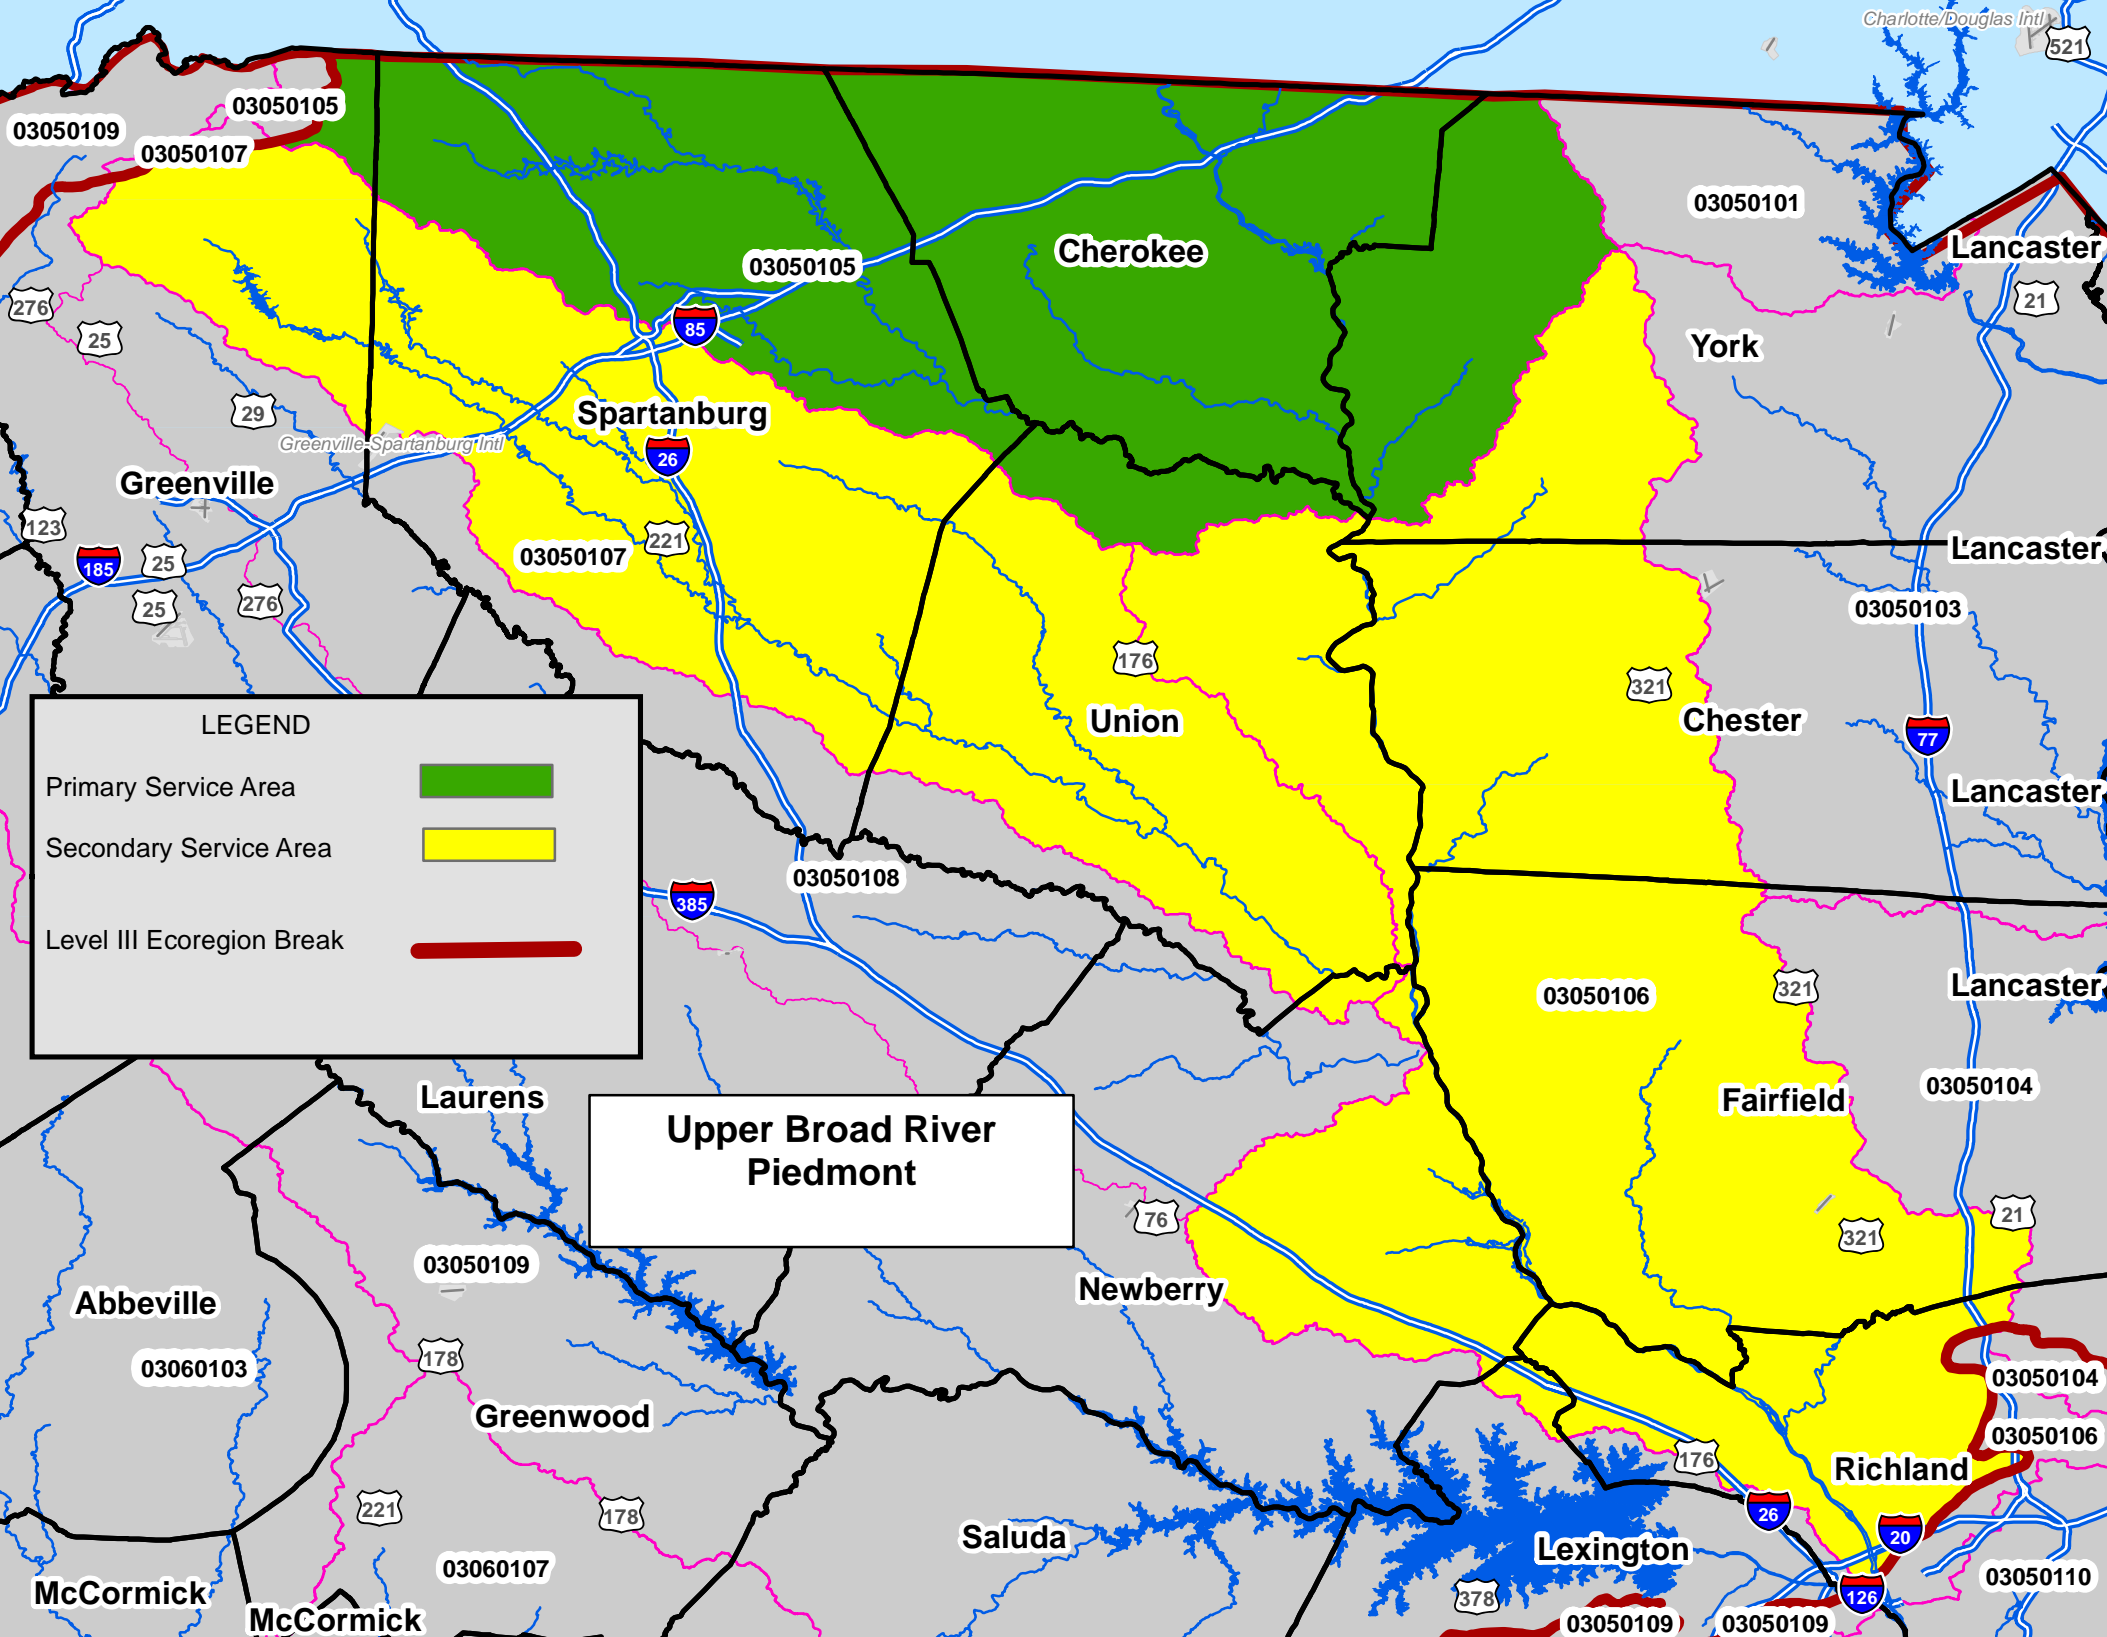 Charlotte/Douglas Intl
521
03050105
03050109
03050107
03050101
Lancaster
Cherokee
03050105
276
21
85
25
York
29
Spartanburg
Greenville-Spartanburg Intl
26
Greenville
123
221
Lancaster
03050107
185
25
25
276
03050103
176
321
Union
Chester
77
LEGEND
Primary Service Area
Secondary Service Area
Level III Ecoregion Break
Lancaster
03050108
385
Lancaster
321
03050106
03050104
Laurens
Fairfield
Upper Broad River
Piedmont
76
21
321
03050109
Newberry
Abbeville
178
03060103
03050104
Greenwood
03050106
176
Richland
221
178
26
20
Saluda
Lexington
03060107
03050110
McCormick
378
126
McCormick
03050109
03050109